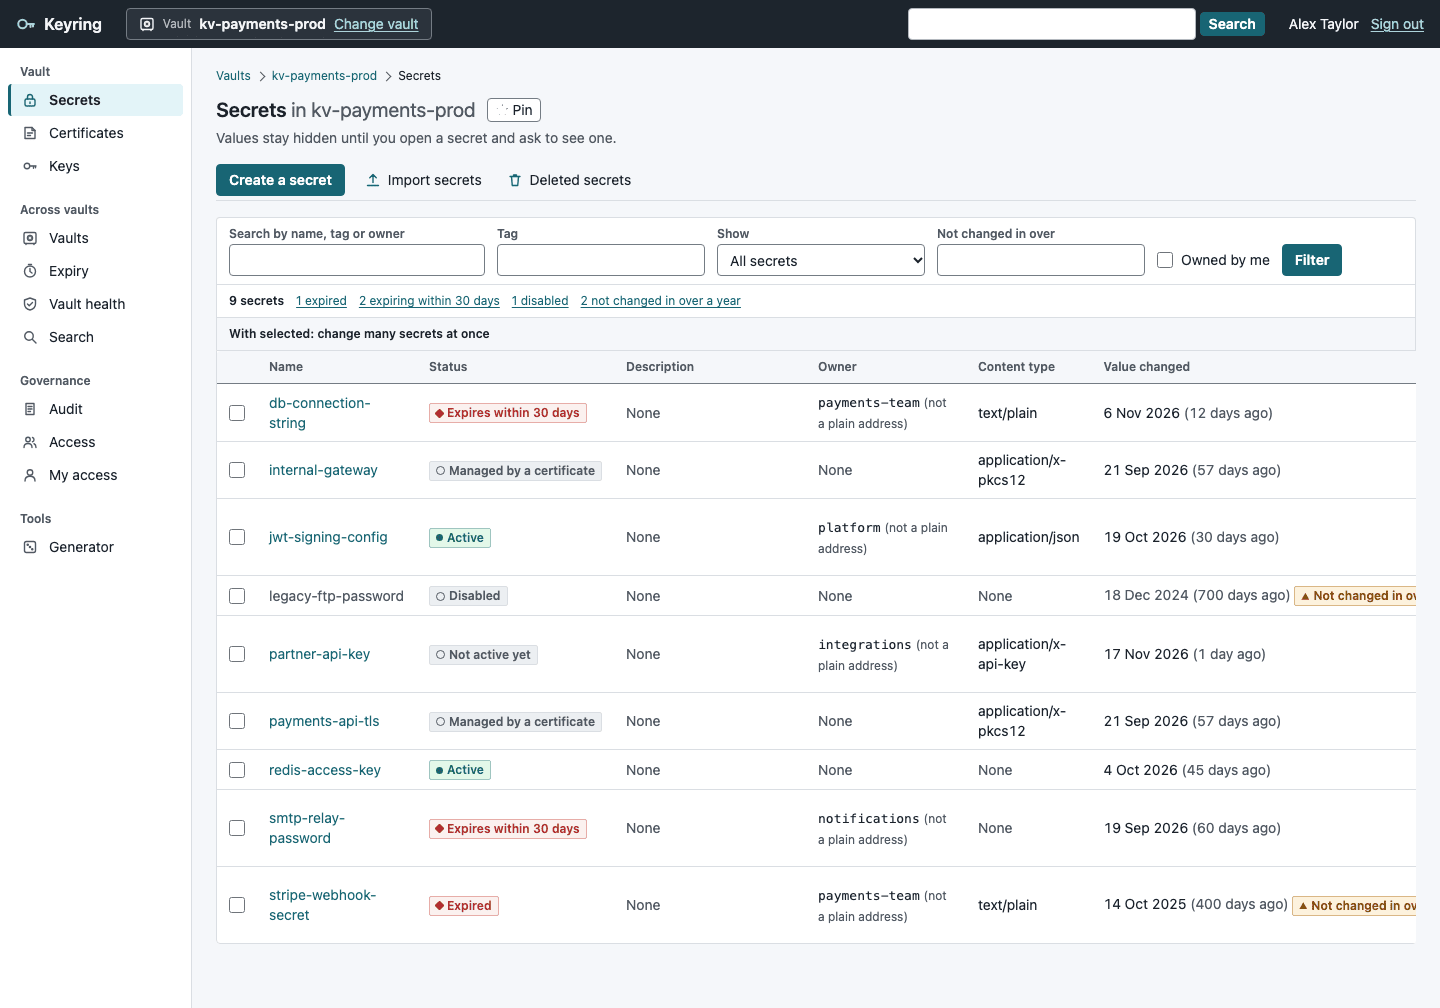 Keyring
Vault kv-payments-prod Change vault
Search
Alex Taylor Sign out
Vault
Secrets
Certificates
Keys
Across vaults
Vaults
Expiry
Vault health
Search
Governance
Audit
Access
My access
Tools
Generator
Vaults kv-payments-prod Secrets
Secrets in kv-payments-prod Pin
Values stay hidden until you open a secret and ask to see one.
Create a secret Import secrets Deleted secrets
Search by name, tag or owner Tag Show Not changed in over
All secrets Owned by me Filter
9 secrets 1 expired 2 expiring within 30 days 1 disabled 2 not changed in over a year
With selected: change many secrets at once
Name Status Description Owner Content type Value changed
db-connection-
string
Expires within 30 days
None
payments-team (not
a plain address)
text/plain
6 Nov 2026 (12 days ago)
internal-gateway
Managed by a certificate
None
None
application/x-
pkcs12
21 Sep 2026 (57 days ago)
jwt-signing-config
Active
None
platform (not a plain
address)
application/json
19 Oct 2026 (30 days ago)
legacy-ftp-password
Disabled
None
None
None
18 Dec 2024 (700 days ago) Not changed in ov
partner-api-key
Not active yet
None
integrations (not a
plain address)
application/x-
api-key
17 Nov 2026 (1 day ago)
payments-api-tls
Managed by a certificate
None
None
application/x-
pkcs12
21 Sep 2026 (57 days ago)
redis-access-key
Active
None
None
None
4 Oct 2026 (45 days ago)
smtp-relay-
password
Expires within 30 days
None
notifications (not
a plain address)
None
19 Sep 2026 (60 days ago)
stripe-webhook-
secret
Expired
None
payments-team (not
a plain address)
text/plain
14 Oct 2025 (400 days ago) Not changed in ov